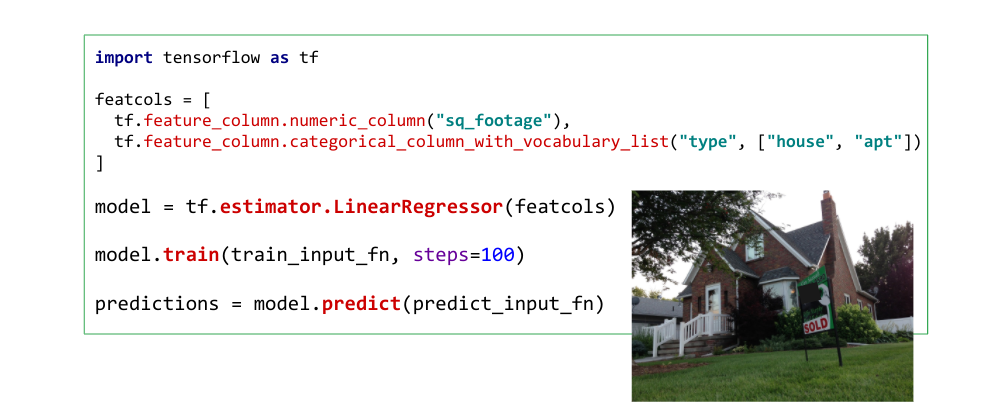 import tensorflow as tf
featcols = [
  tf.feature_column.numeric_column("sq_footage"),
  tf.feature_column.categorical_column_with_vocabulary_list("type", ["house", "apt"])
]
model = tf.estimator.LinearRegressor(featcols)
model.train(train_input_fn, steps=100)
predictions = model.predict(predict_input_fn)
SOLD